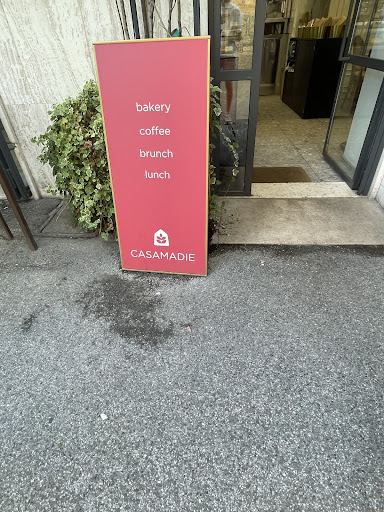 bakery
coffee
brunch
lunch
CASAMADIE